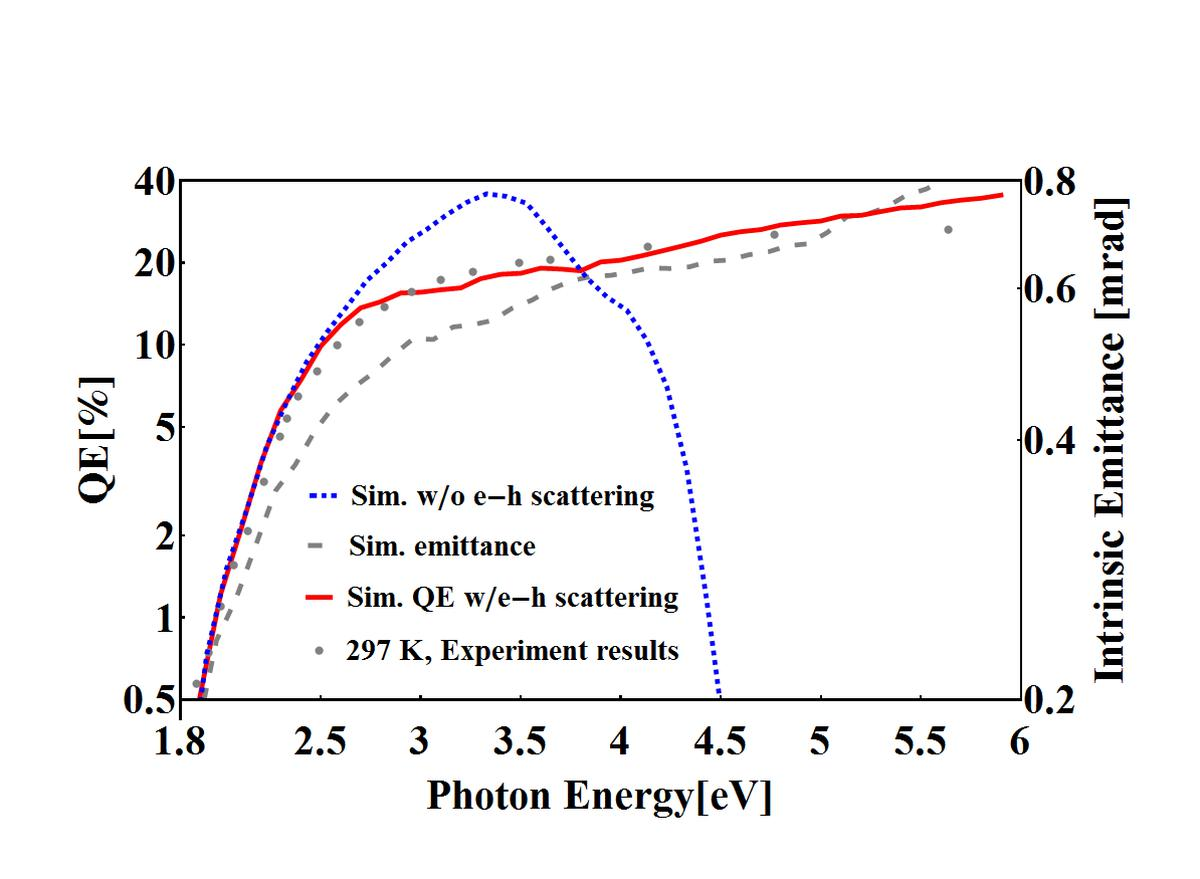 40
20
10
5
2
1
0.5
QE[%]
0.8
0.6
0.4
0.2
Intrinsic Emittance [mrad]
Sim. w/o e−h scattering
Sim. emittance
Sim. QE w/e−h scattering
297 K, Experiment results
1.8 2.5 3 3.5 4 4.5 5 5.5 6
Photon Energy[eV]